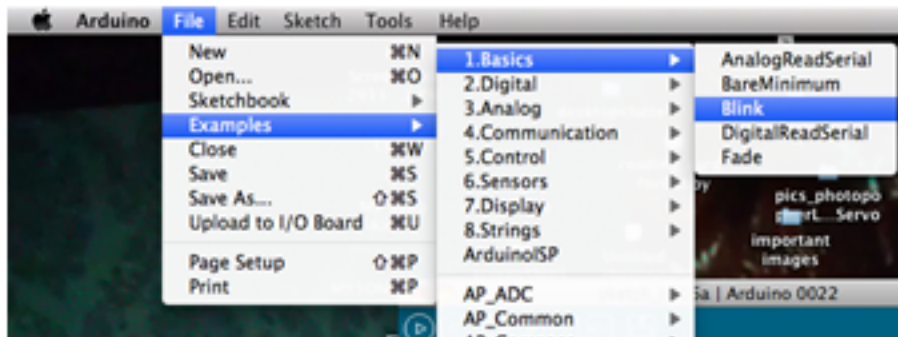 Arduino File Edit Sketch Tools Help
New ⌘N
Open... ⌘O
Sketchbook
Examples
Close ⌘W
Save ⌘S
Save As... ⇧⌘S
Upload to I/O Board ⌘U
Page Setup ⇧⌘P
Print ⌘P
1.Basics
2.Digital
3.Analog
4.Communication
5.Control
6.Sensors
7.Display
8.Strings
ArduinoISP
AP_ADC
AP_Common
AnalogReadSerial
BareMinimum
Blink
DigitalReadSerial
Fade
pics_photopo
Servo
important
images
| Arduino 0022